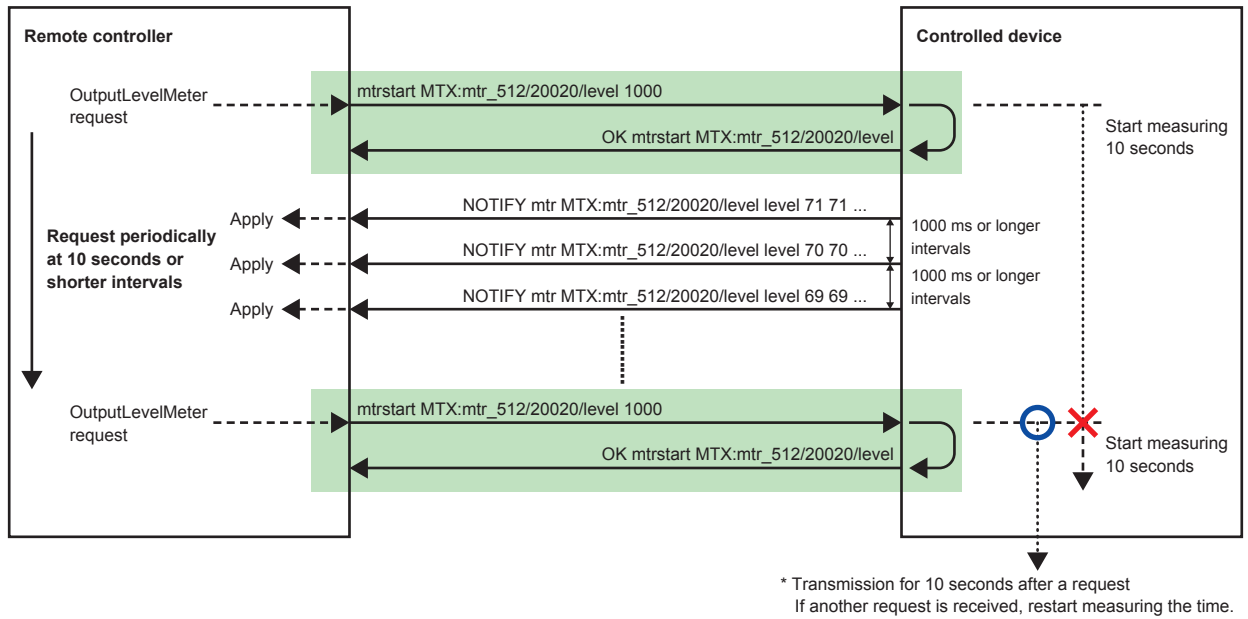 Remote controller
Controlled device
OutputLevelMeter
request
mtrstart MTX:mtr_512/20020/level 1000
OK mtrstart MTX:mtr_512/20020/level
Start measuring
10 seconds
Request periodically
at 10 seconds or
shorter intervals
Apply
NOTIFY mtr MTX:mtr_512/20020/level level 71 71 ...
1000 ms or longer
intervals
Apply
NOTIFY mtr MTX:mtr_512/20020/level level 70 70 ...
1000 ms or longer
intervals
Apply
NOTIFY mtr MTX:mtr_512/20020/level level 69 69 ...
OutputLevelMeter
request
mtrstart MTX:mtr_512/20020/level 1000
OK mtrstart MTX:mtr_512/20020/level
Start measuring
10 seconds
* Transmission for 10 seconds after a request
If another request is received, restart measuring the time.